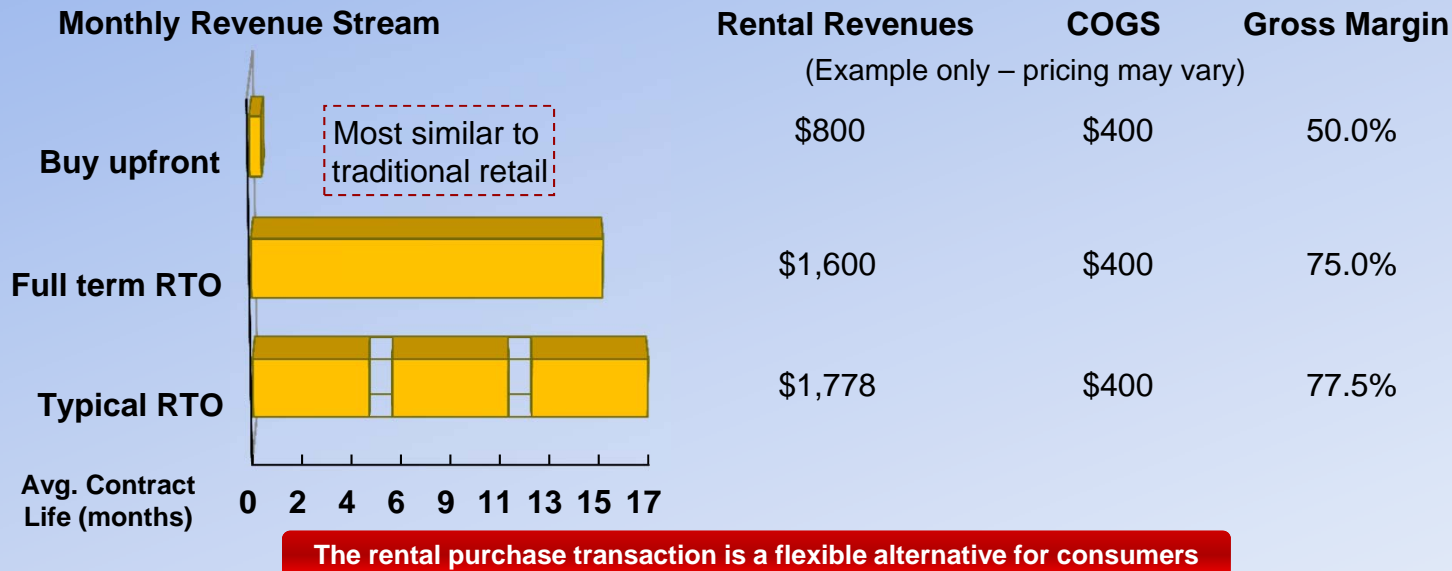 Monthly Revenue Stream
Rental Revenues COGS Gross Margin
(Example only – pricing may vary)
Buy upfront
Most similar to
traditional retail
$800 $400 50.0%
Full term RTO
$1,600 $400 75.0%
Typical RTO
$1,778 $400 77.5%
Avg. Contract
Life (months)
0 2 4 6 9 11 13 15 17
The rental purchase transaction is a flexible alternative for consumers